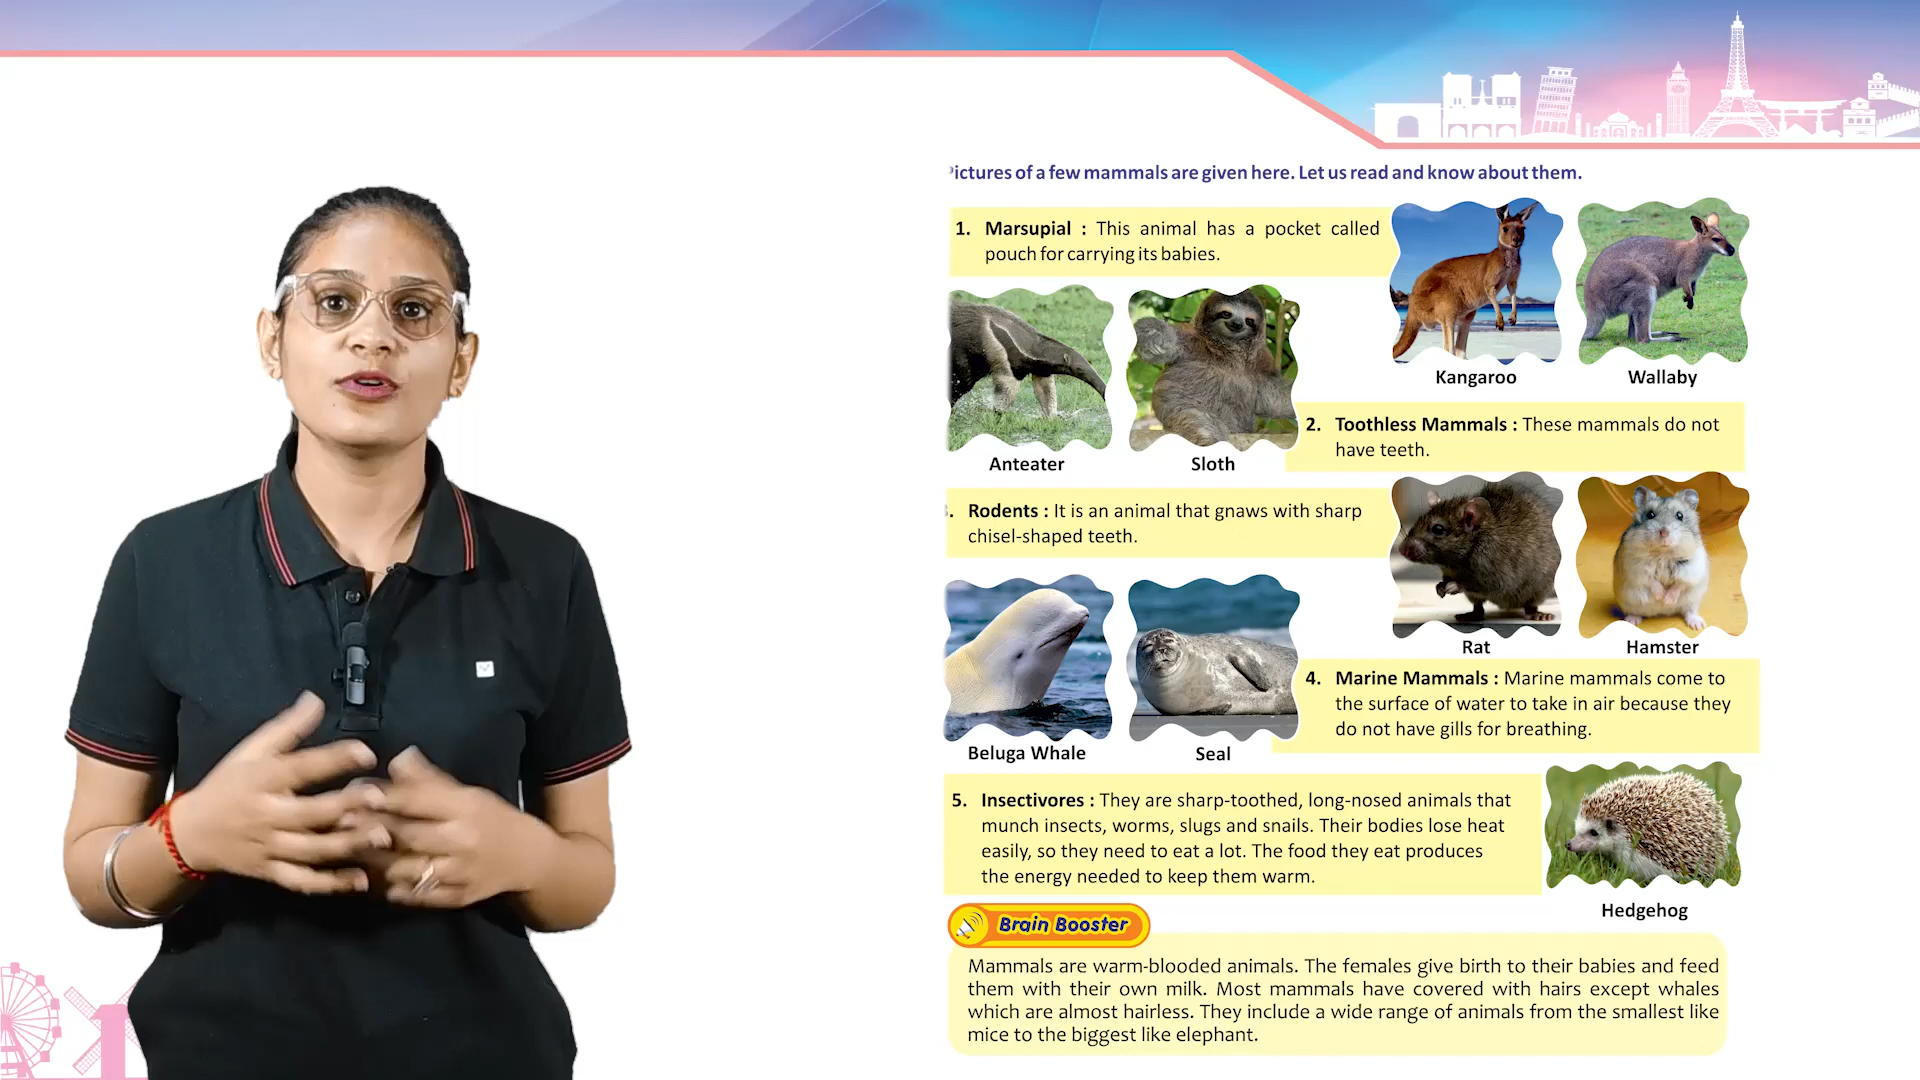 ictures of a few mammals are given here. Let us read and know about them.
1. Marsupial : This animal has a pocket called
pouch for carrying its babies.
Kangaroo
Wallaby
Anteater
Sloth
2. Toothless Mammals : These mammals do not
have teeth.
. Rodents : It is an animal that gnaws with sharp
chisel-shaped teeth.
Rat
Hamster
Beluga Whale
Seal
4. Marine Mammals : Marine mammals come to
the surface of water to take in air because they
do not have gills for breathing.
5. Insectivores : They are sharp-toothed, long-nosed animals that
munch insects, worms, slugs and snails. Their bodies lose heat
easily, so they need to eat a lot. The food they eat produces
the energy needed to keep them warm.
Hedgehog
Brain Booster
Mammals are warm-blooded animals. The females give birth to their babies and feed
them with their own milk. Most mammals have covered with hairs except whales
which are almost hairless. They include a wide range of animals from the smallest like
mice to the biggest like elephant.